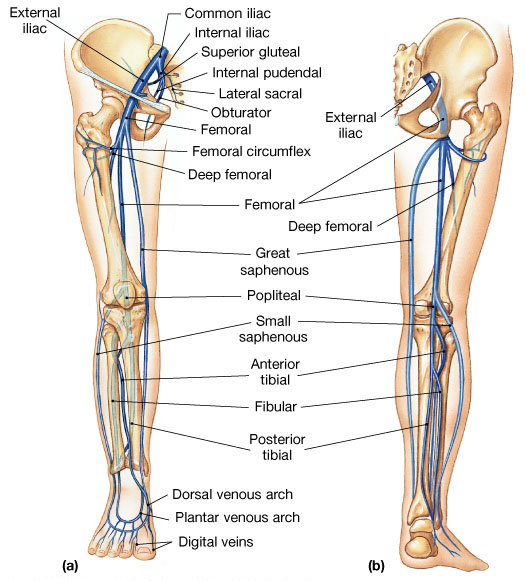 External
iliac
Common iliac
Internal iliac
Superior gluteal
Internal pudendal
Lateral sacral
Obturator
Femoral
Femoral circumflex
Deep femoral
External
iliac
Femoral
Deep femoral
Great
saphenous
Popliteal
Small
saphenous
Anterior
tibial
Fibular
Posterior
tibial
Dorsal venous arch
Plantar venous arch
Digital veins
(a)
(b)